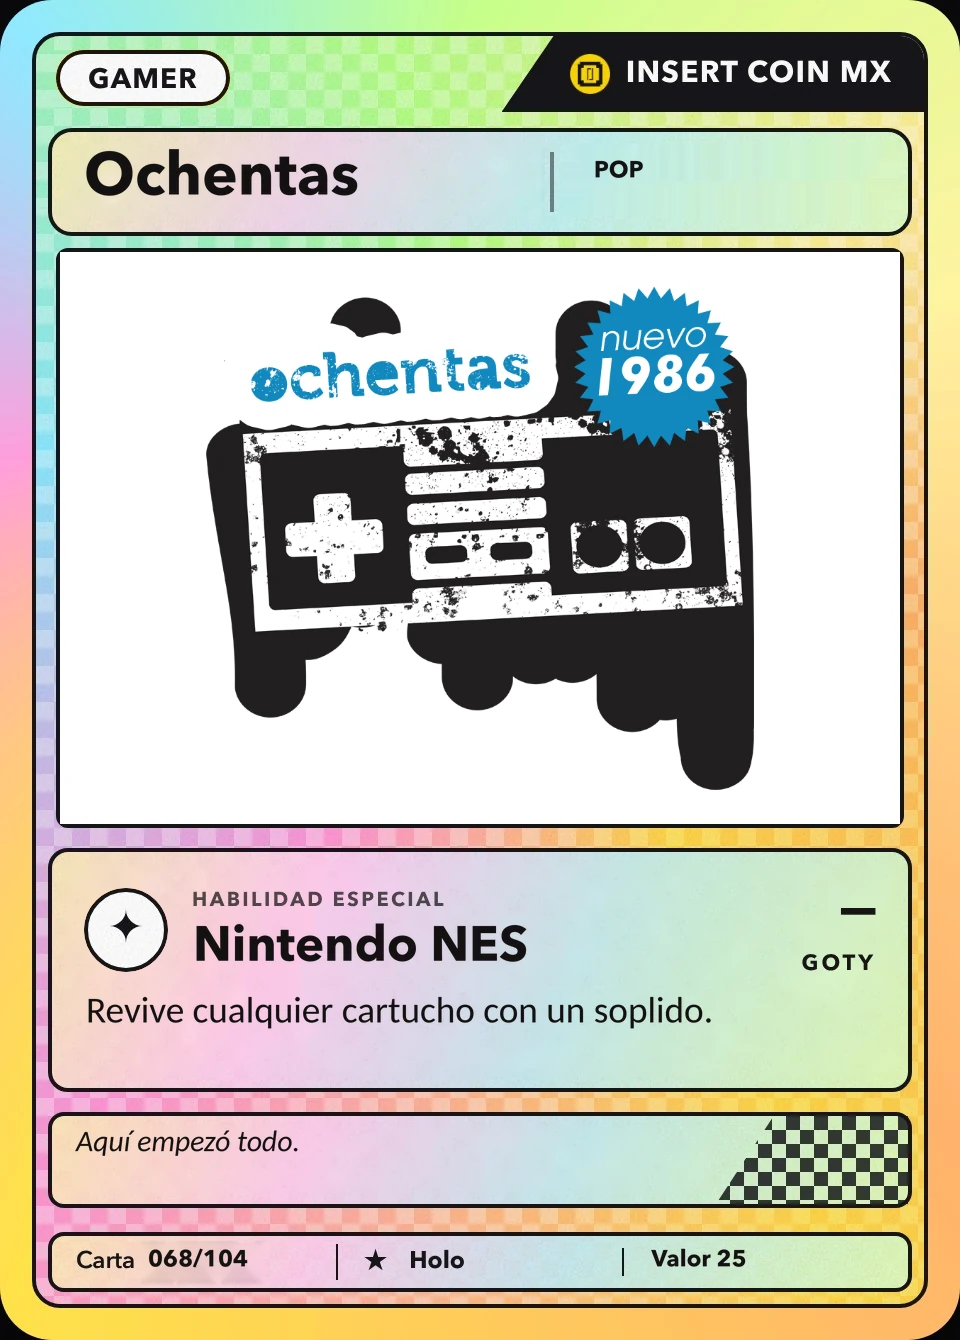 GAMER
INSERT COIN MX
Ochentas
POP
ochentas
nuevo
1986
HABILIDAD ESPECIAL
Nintendo NES
GOTY
Revive cualquier cartucho con un soplido.
Aquí empezó todo.
Carta 068/104
★ Holo
Valor 25